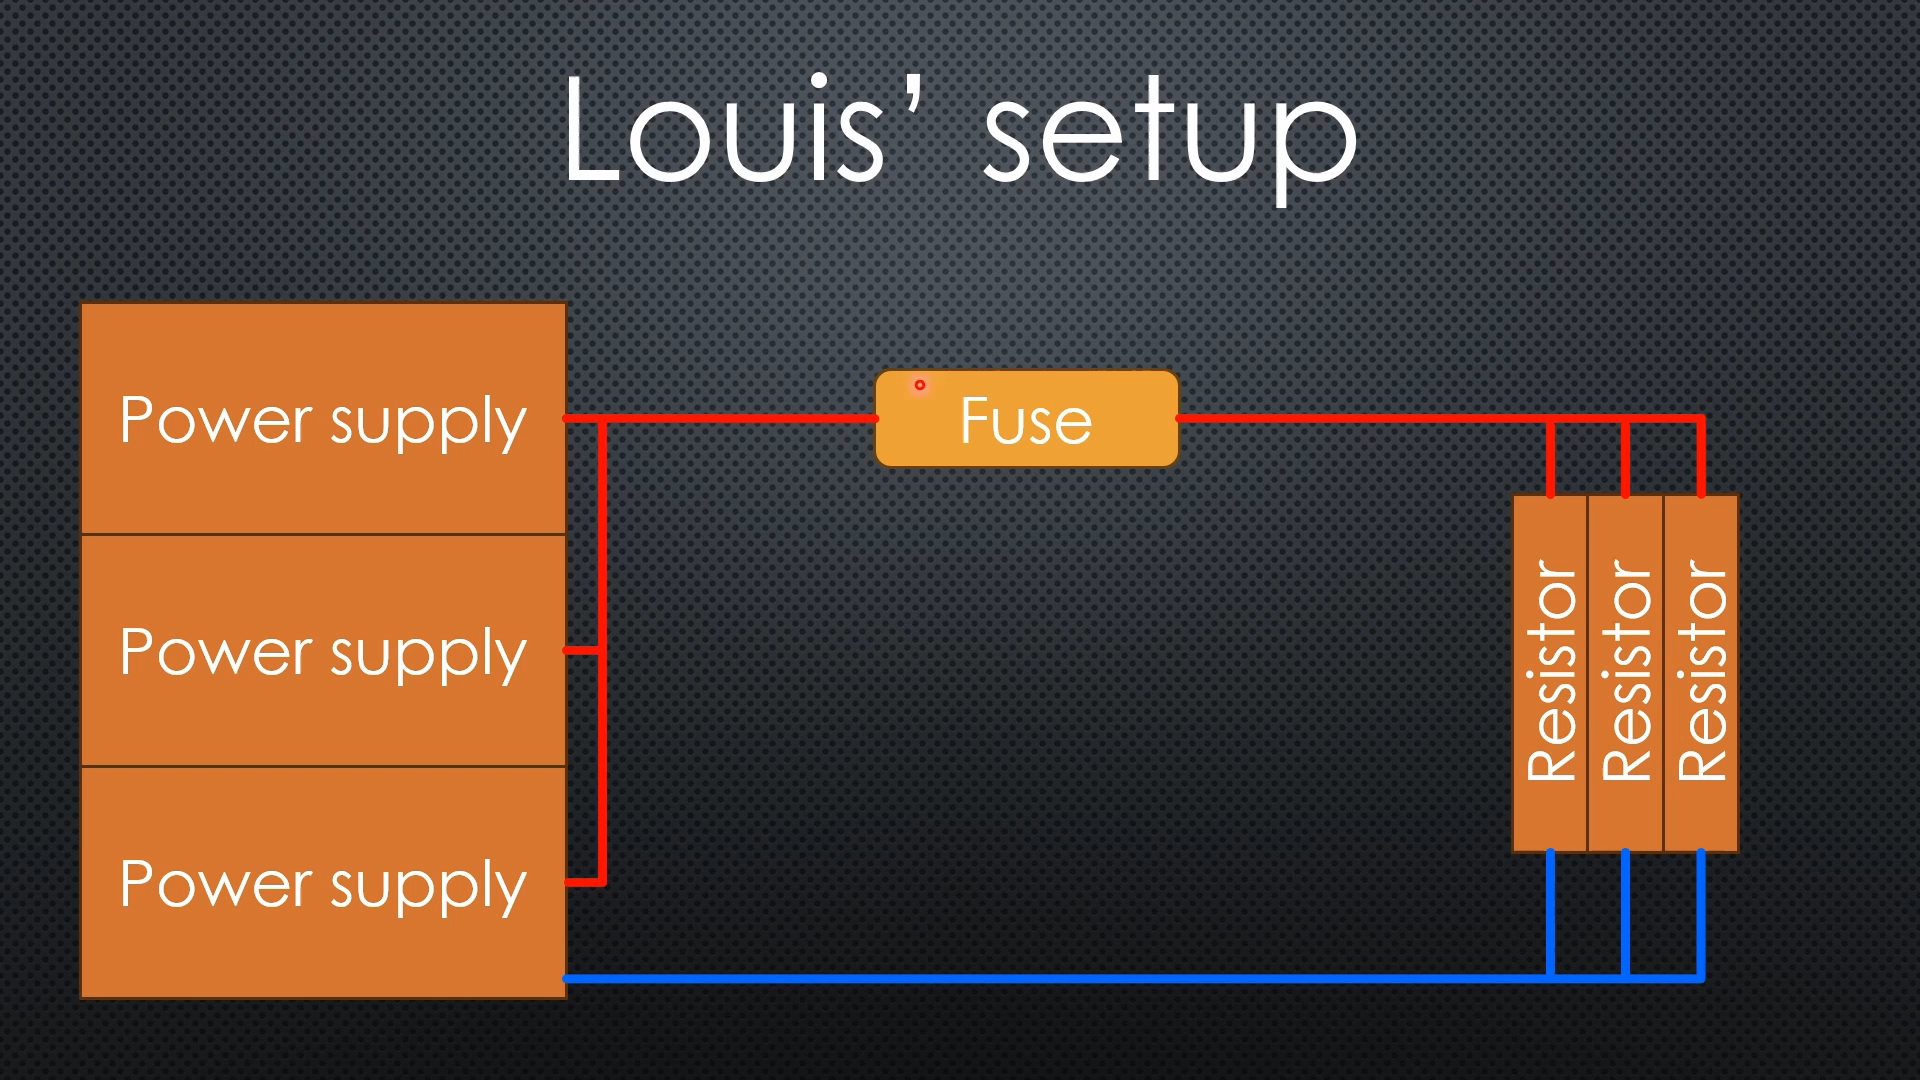 Louis’ setup
Power supply
Fuse
Power supply
Power supply
Resistor
Resistor
Resistor